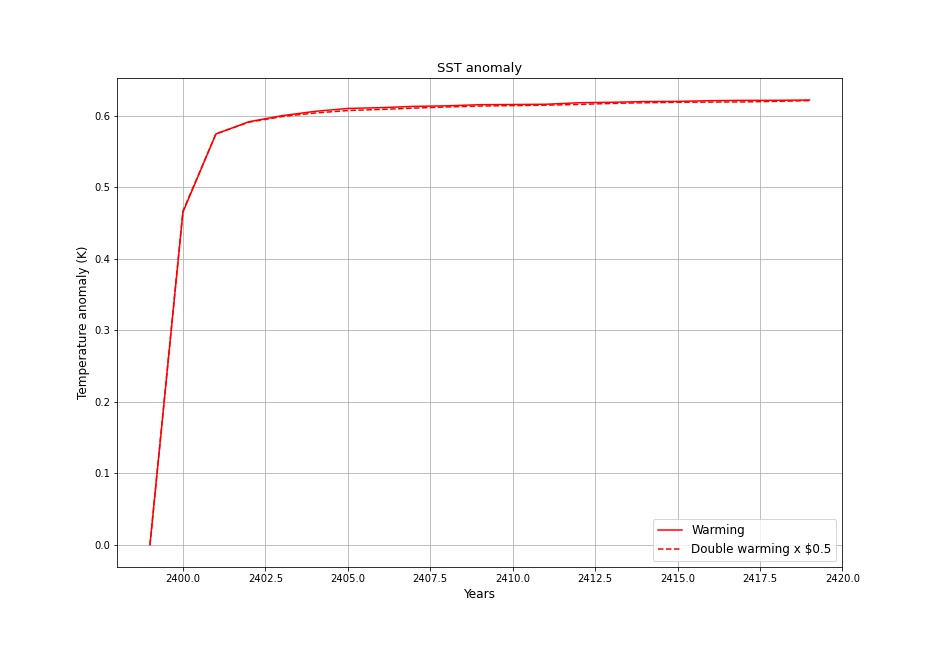 SST anomaly
Temperature anomaly (K)
0.6
0.5
0.4
0.3
0.2
0.1
0.0
Warming
Double warming x $0.5
2400.0 2402.5 2405.0 2407.5 2410.0 2412.5 2415.0 2417.5 2420.0
Years